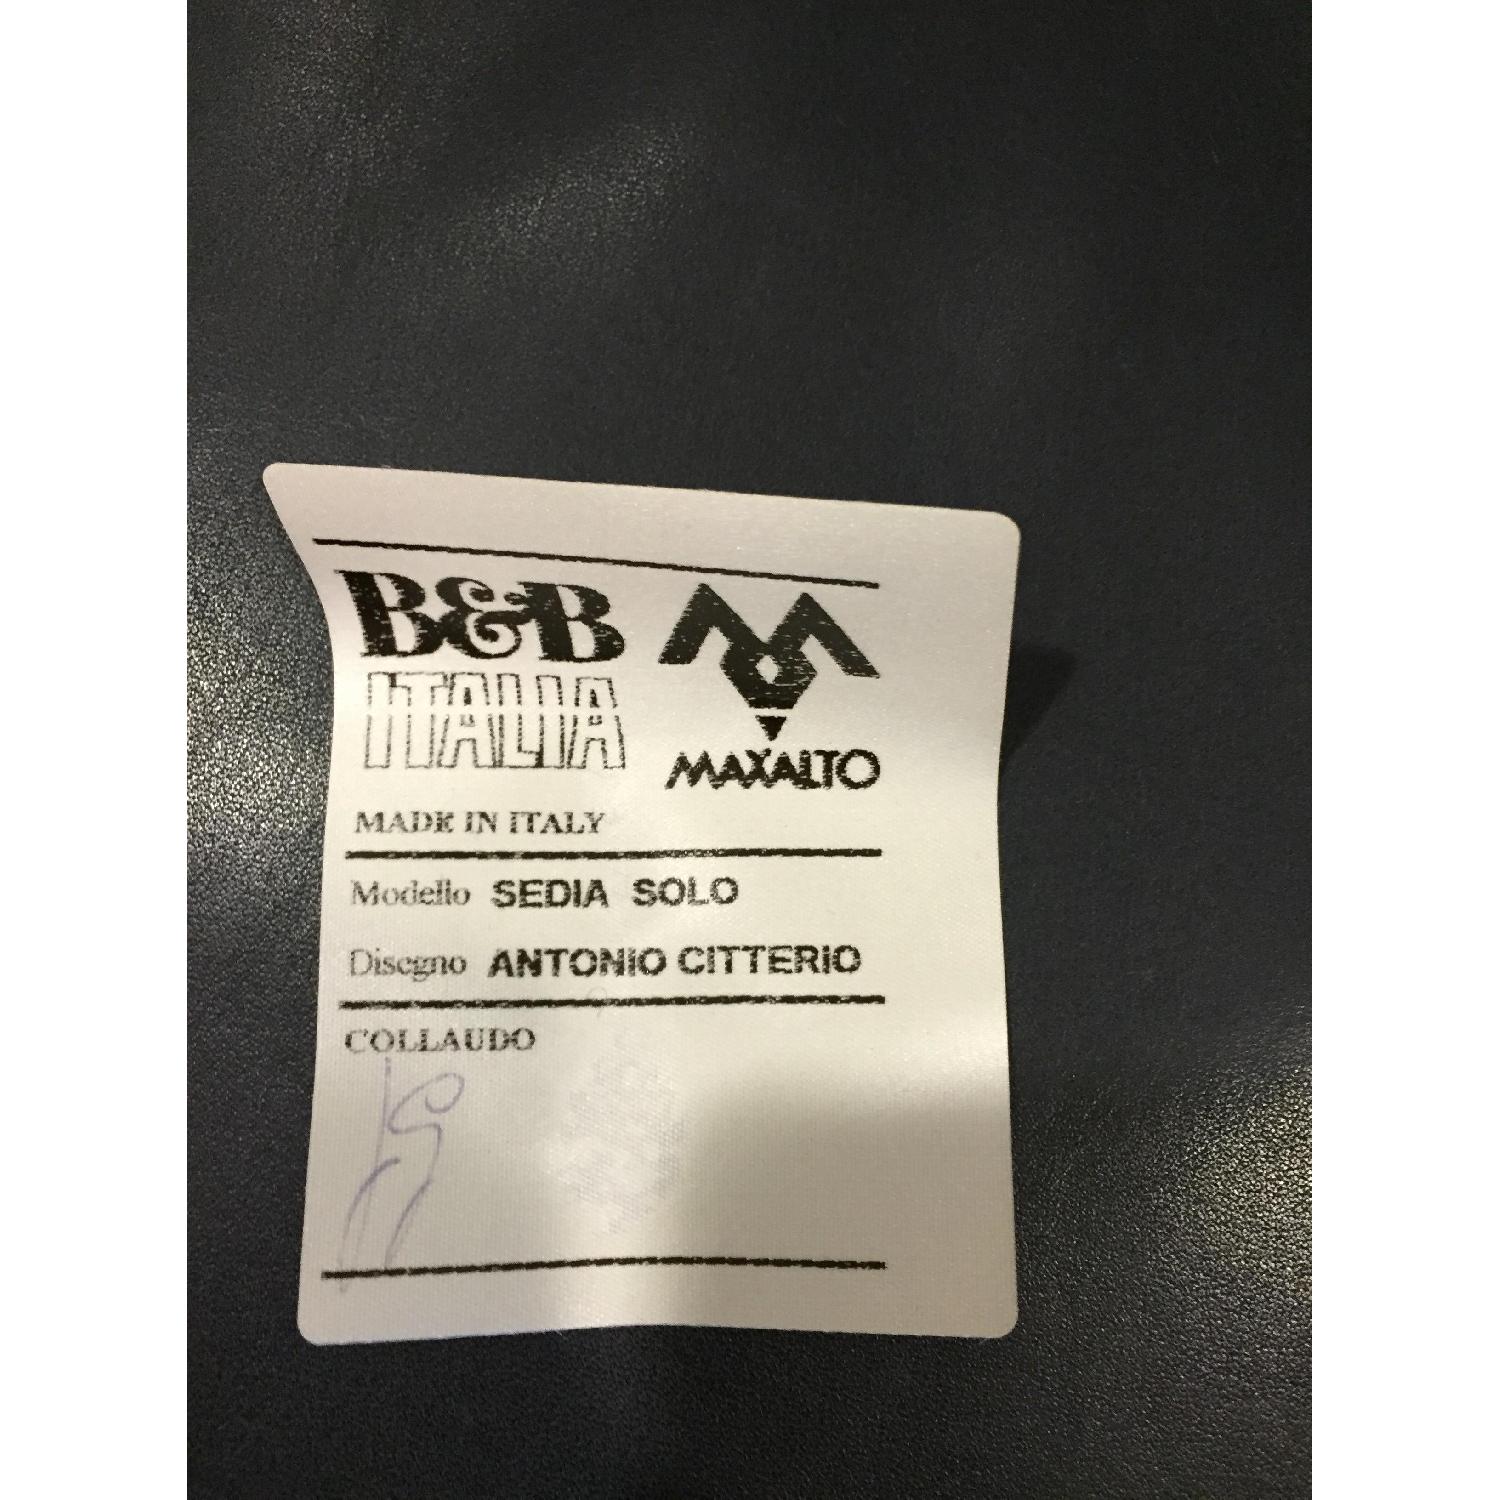 B&B
ITALIA
MAXALTO
MADE IN ITALY
Modello SEDIA SOLO
Disegno ANTONIO CITTERIO
COLLAUDO